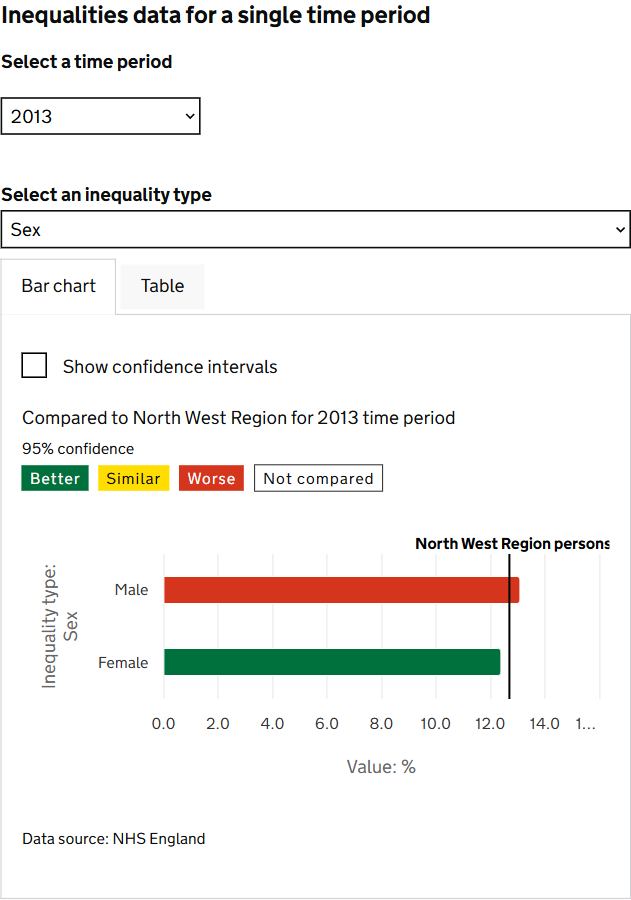 Inequalities data for a single time period
Select a time period
2013
Select an inequality type
Sex
Bar chart
Table
Show confidence intervals
Compared to North West Region for 2013 time period
95% confidence
Better Similar Worse Not compared
North West Region persons
Inequality type:
Sex
Male
Female
0.0 2.0 4.0 6.0 8.0 10.0 12.0 14.0 1...
Value: %
Data source: NHS England